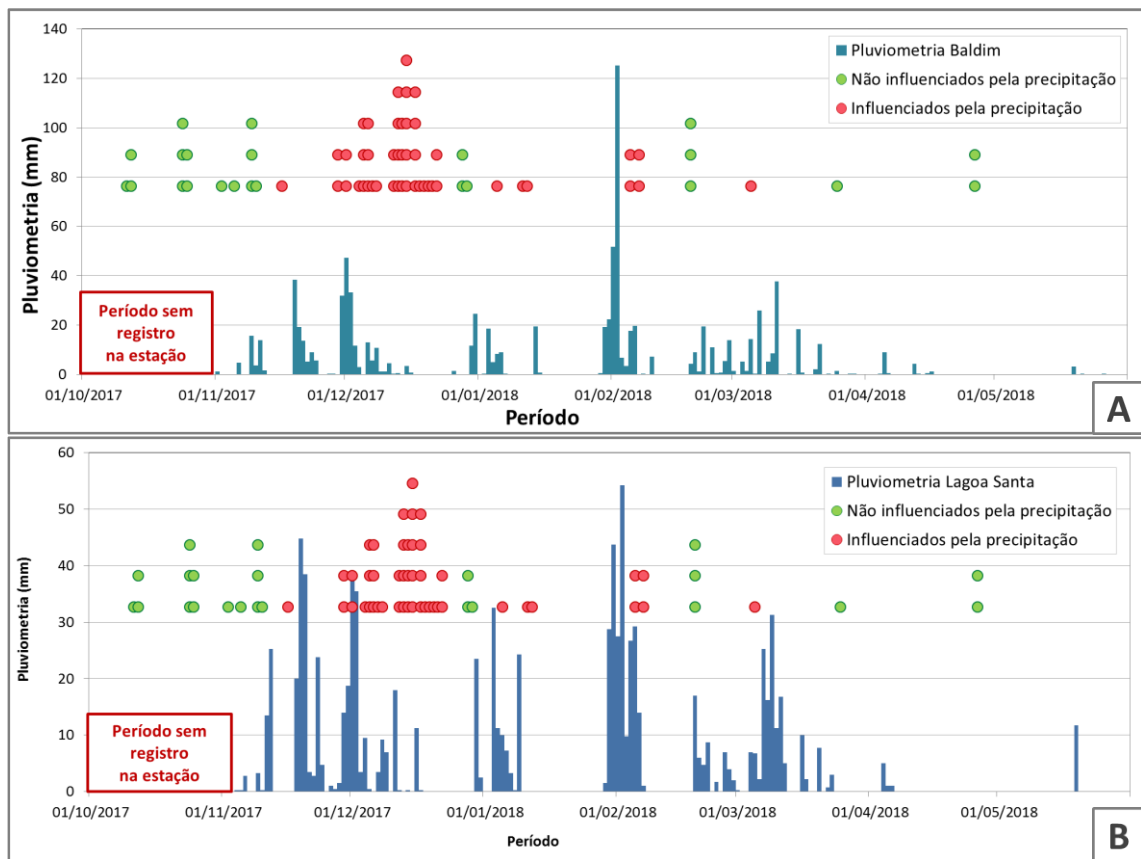 140
120
100
80
60
40
20
0
Pluviometria (mm)
Pluviometria Baldim
Não influenciados pela precipitação
Influenciados pela precipitação
Período sem
registro
na estação
01/10/2017 01/11/2017 01/12/2017 01/01/2018 01/02/2018 01/03/2018 01/04/2018 01/05/2018
Período
A
60
50
40
30
20
10
0
Pluviometria (mm)
Pluviometria Lagoa Santa
Não influenciados pela precipitação
Influenciados pela precipitação
Período sem
registro
na estação
01/10/2017 01/11/2017 01/12/2017 01/01/2018 01/02/2018 01/03/2018 01/04/2018 01/05/2018
Período
B